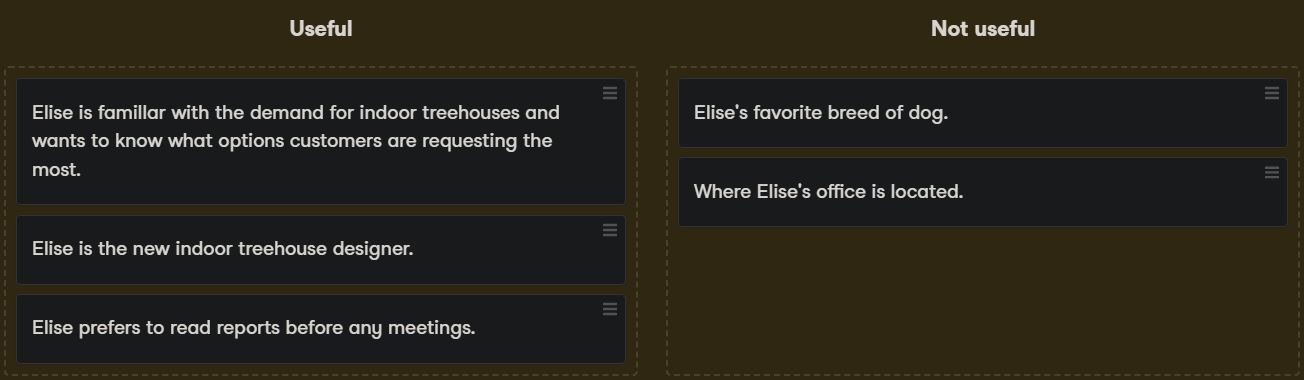 Useful
Elise is famillar with the demand for indoor treehouses and
wants to know what options customers are requesting the
most.
Elise is the new indoor treehouse designer.
Elise prefers to read reports before any meetings.
Not useful
Elise's favorite breed of dog.
Where Elise's office is located.